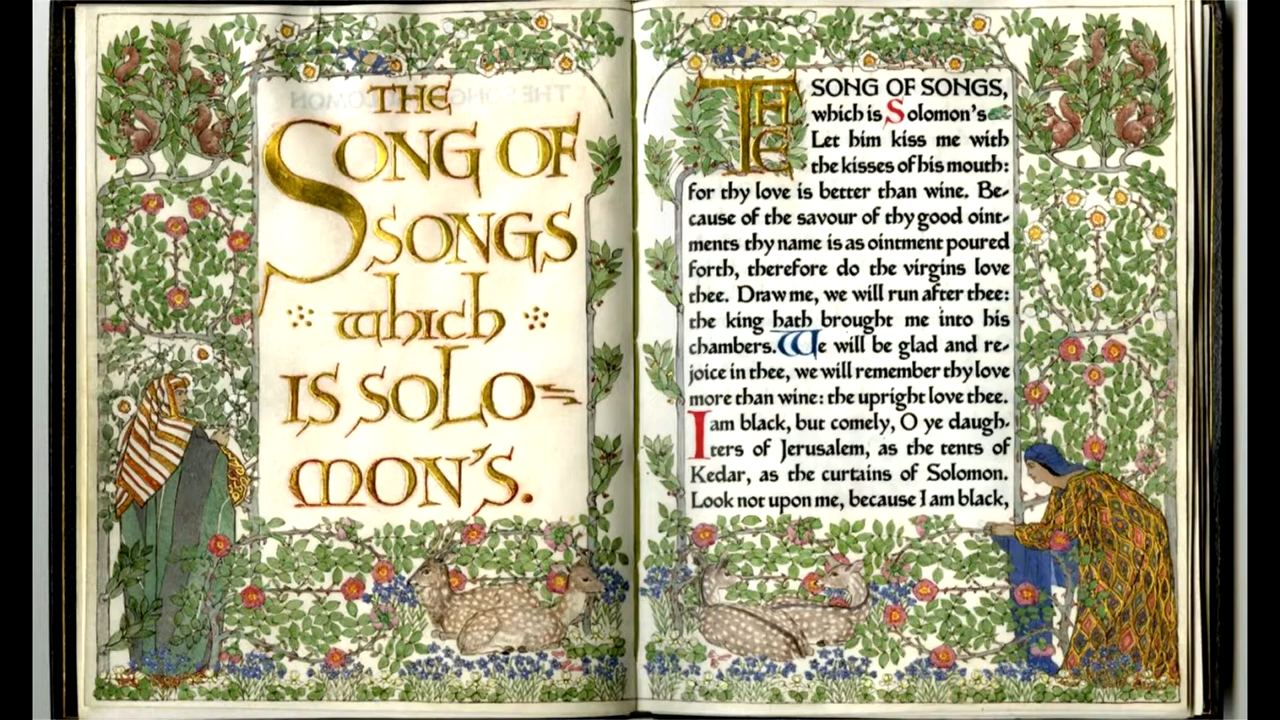 THE
SONG OF
SONGS
which
IS SOLO=
MON'S.
THE SONG OF SONGS,
which is Solomon's
Let him kiss me with
the kisses of his mouth:
for thy love is better than wine. Be-
cause of the savour of thy good oint-
ments thy name is as ointment poured
forth, therefore do the virgins love
thee. Draw me, we will run after thee:
the king hath brought me into his
chambers. We will be glad and re-
joice in thee, we will remember thy love
more than wine: the upright love thee.
I am black, but comely, O ye daugh-
ters of Jerusalem, as the tents of
Kedar, as the curtains of Solomon.
Look not upon me, because I am black,